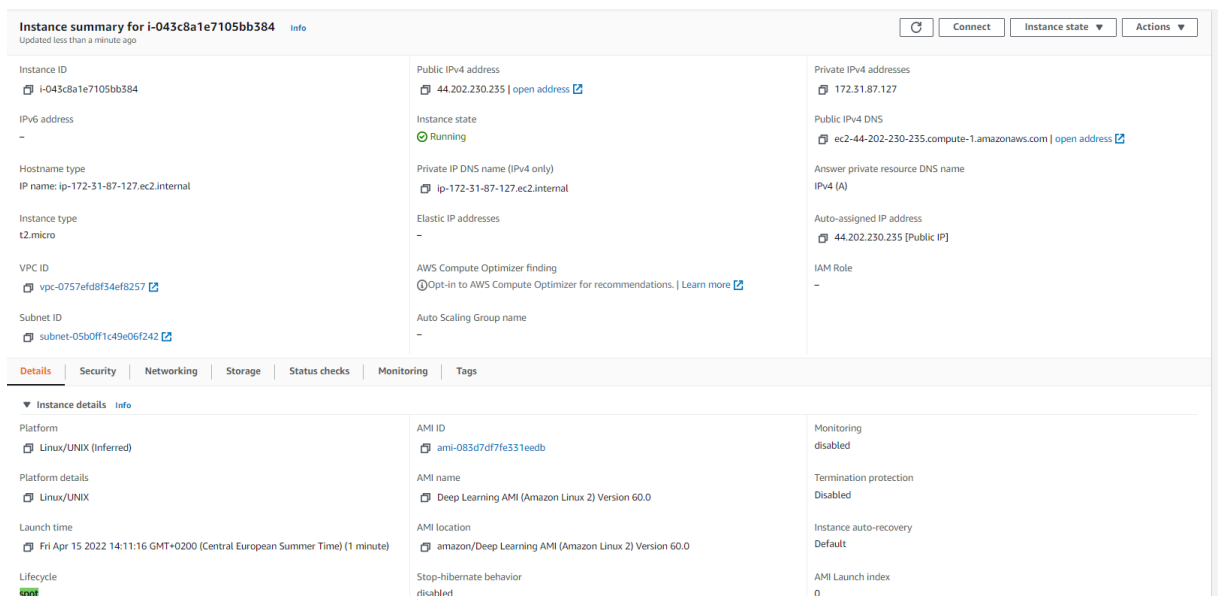 Instance summary for i-043c8a1e7105bb384 Info
Updated less than a minute ago
Connect
Instance state
Actions
Instance ID
i-043c8a1e7105bb384
Public IPv4 address
44.202.230.235 | open address
Private IPv4 addresses
172.31.87.127
IPv6 address
–
Instance state
Running
Public IPv4 DNS
ec2-44-202-230-235.compute-1.amazonaws.com | open address
Hostname type
IP name: ip-172-31-87-127.ec2.internal
Private IP DNS name (IPv4 only)
ip-172-31-87-127.ec2.internal
Answer private resource DNS name
IPv4 (A)
Instance type
t2.micro
Elastic IP addresses
–
Auto-assigned IP address
44.202.230.235 [Public IP]
VPC ID
vpc-0757efd8f34ef8257
AWS Compute Optimizer finding
Opt-in to AWS Compute Optimizer for recommendations. | Learn more
IAM Role
–
Subnet ID
subnet-05b0ff1c49e06f242
Auto Scaling Group name
–
Details Security Networking Storage Status checks Monitoring Tags
Instance details Info
Platform
Linux/UNIX (Inferred)
AMI ID
ami-083d7df7fe331eedb
Monitoring
disabled
Platform details
Linux/UNIX
AMI name
Deep Learning AMI (Amazon Linux 2) Version 60.0
Termination protection
Disabled
Launch time
Fri Apr 15 2022 14:11:16 GMT+0200 (Central European Summer Time) (1 minute)
AMI location
amazon/Deep Learning AMI (Amazon Linux 2) Version 60.0
Instance auto-recovery
Default
Lifecycle
spot
Stop-hibernate behavior
disabled
AMI Launch index
0